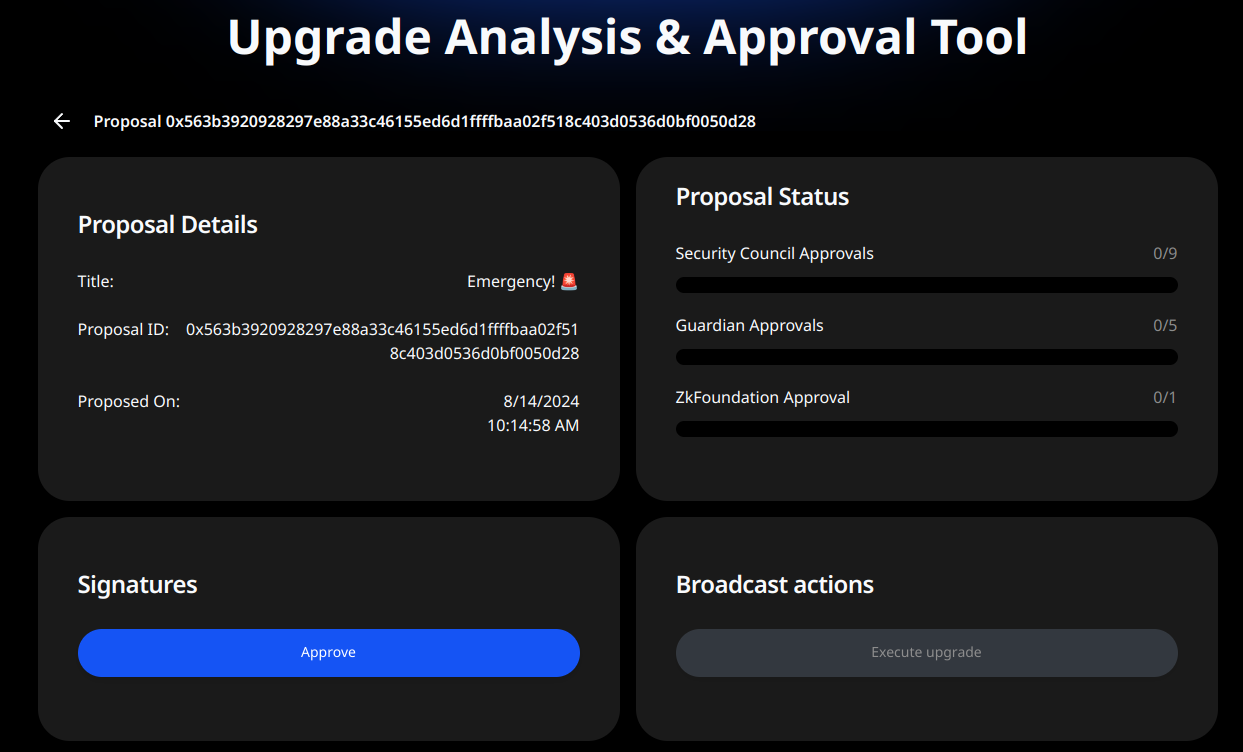 Upgrade Analysis & Approval Tool
Proposal 0x563b3920928297e88a33c46155ed6d1ffffbaa02f518c403d0536d0bf0050d28
Proposal Details
Title: Emergency! 🚨
Proposal ID: 0x563b3920928297e88a33c46155ed6d1ffffbaa02f51
8c403d0536d0bf0050d28
Proposed On: 8/14/2024
10:14:58 AM
Proposal Status
Security Council Approvals 0/9
Guardian Approvals 0/5
ZkFoundation Approval 0/1
Signatures
Approve
Broadcast actions
Execute upgrade